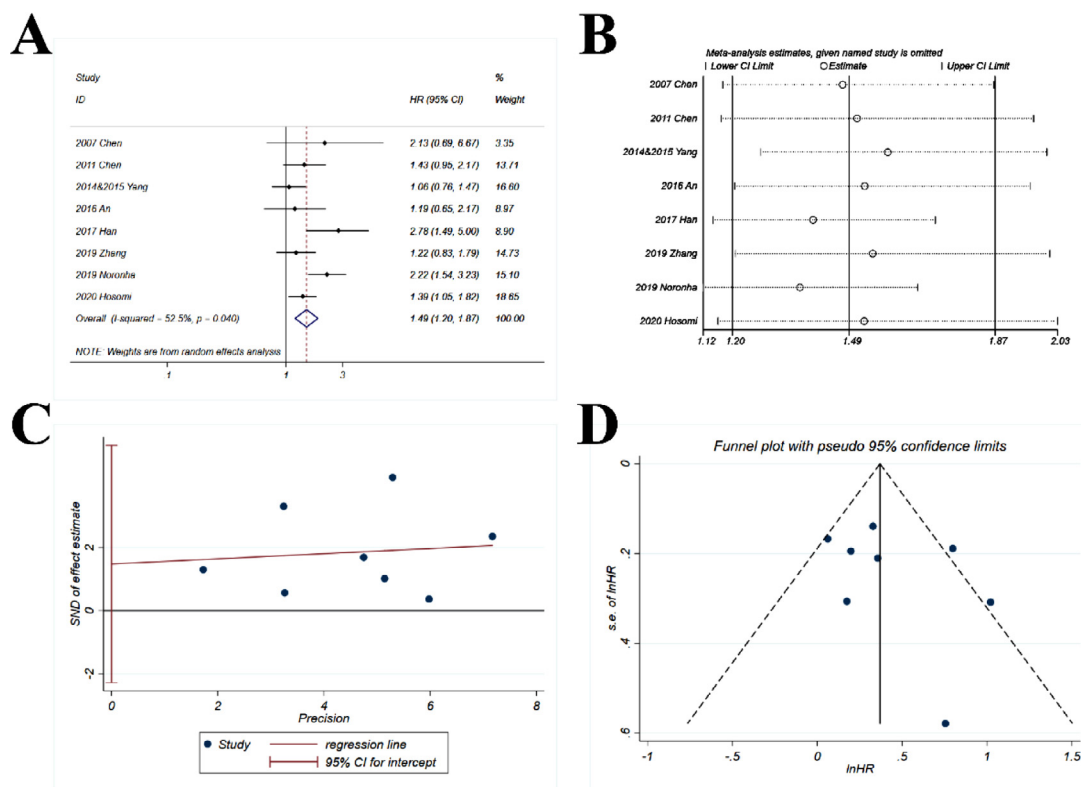 A
Study
%
ID HR (95% CI) Weight
2007 Chen 2.13 (0.69, 6.67) 3.35
2011 Chen 1.43 (0.95, 2.17) 13.71
2014&2015 Yang 1.06 (0.76, 1.47) 16.60
2016 An 1.19 (0.65, 2.17) 8.97
2017 Han 2.78 (1.49, 5.00) 8.90
2019 Zhang 1.22 (0.83, 1.79) 14.73
2019 Noronha 2.22 (1.54, 3.23) 15.10
2020 Hosomi 1.39 (1.05, 1.82) 18.65
Overall (I-squared = 52.5%, p = 0.040) 1.49 (1.20, 1.87) 100.00
NOTE: Weights are from random effects analysis
.1 1 3
B
Meta-analysis estimates, given named study is omitted
Lower CI Limit Estimate Upper CI Limit
2007 Chen
2011 Chen
2014&2015 Yang
2016 An
2017 Han
2019 Zhang
2019 Noronha
2020 Hosomi
1.12 1.20 1.49 1.87 2.03
C
SND of effect estimate
2
0
-2
0 2 4 6 8
Precision
Study regression line
95% CI for intercept
D
Funnel plot with pseudo 95% confidence limits
s.e. of lnHR
0
.2
.4
.6
-1 -.5 0 .5 1 1.5
lnHR